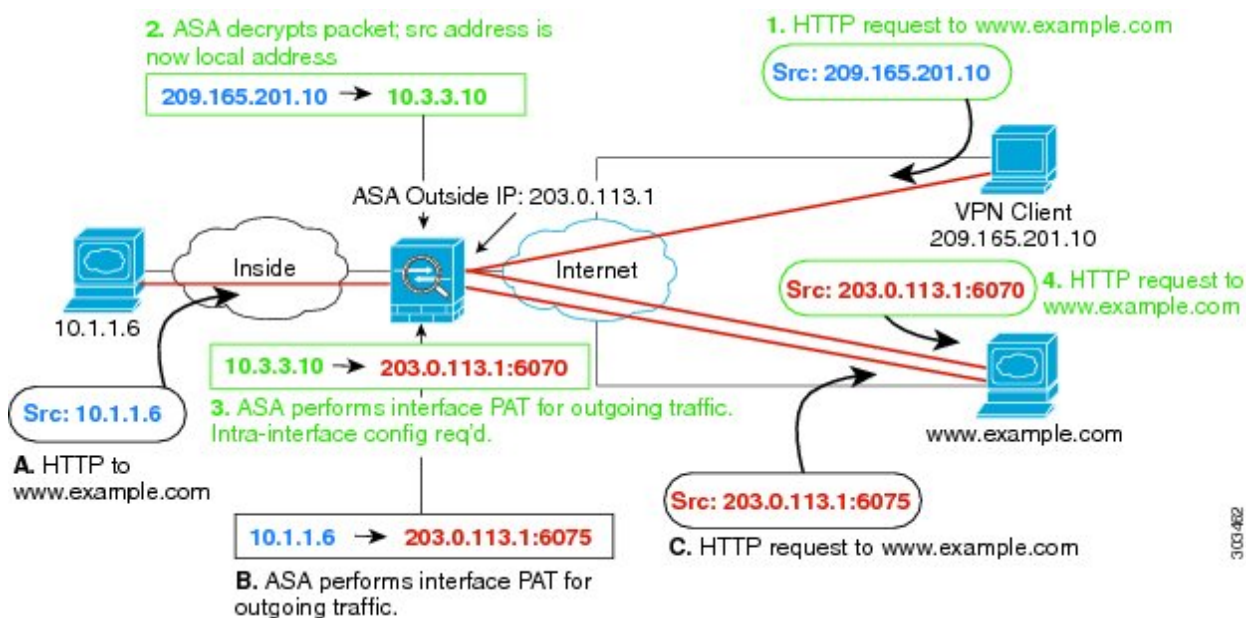 2. ASA decrypts packet; src address is
now local address
209.165.201.10 → 10.3.3.10
1. HTTP request to www.example.com
Src: 209.165.201.10
ASA Outside IP: 203.0.113.1
VPN Client
209.165.201.10
Inside
Internet
10.1.1.6
Src: 203.0.113.1:6070
4. HTTP request to
www.example.com
10.3.3.10 → 203.0.113.1:6070
3. ASA performs interface PAT for outgoing traffic.
Intra-interface config req'd.
Src: 10.1.1.6
A. HTTP to
www.example.com
www.example.com
Src: 203.0.113.1:6075
C. HTTP request to www.example.com
10.1.1.6 → 203.0.113.1:6075
B. ASA performs interface PAT for
outgoing traffic.
303462